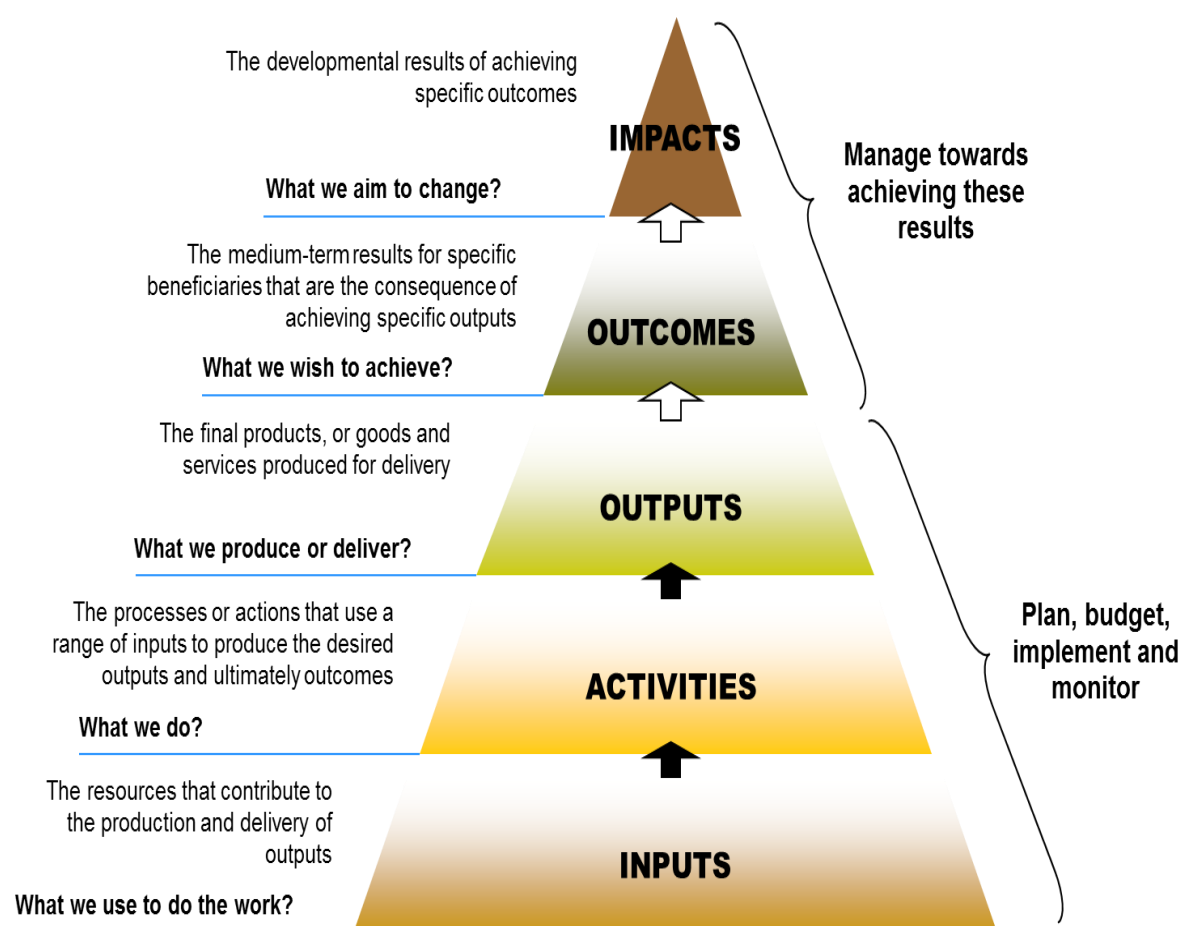 The developmental results of achieving
specific outcomes
IMPACTS
What we aim to change?
Manage towards
achieving these
results
The medium-term results for specific
beneficiaries that are the consequence of
achieving specific outputs
OUTCOMES
What we wish to achieve?
The final products, or goods and
services produced for delivery
OUTPUTS
What we produce or deliver?
The processes or actions that use a
range of inputs to produce the desired
outputs and ultimately outcomes
ACTIVITIES
What we do?
Plan, budget,
implement and
monitor
The resources that contribute to
the production and delivery of
outputs
INPUTS
What we use to do the work?